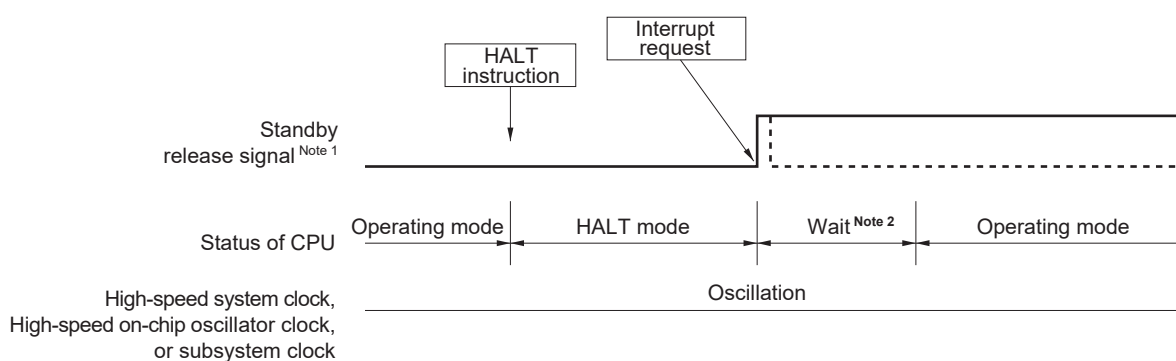 Interrupt
request
HALT
instruction
Standby
release signal Note 1
Status of CPU
Operating mode
HALT mode
Wait Note 2
Operating mode
High-speed system clock,
High-speed on-chip oscillator clock,
or subsystem clock
Oscillation